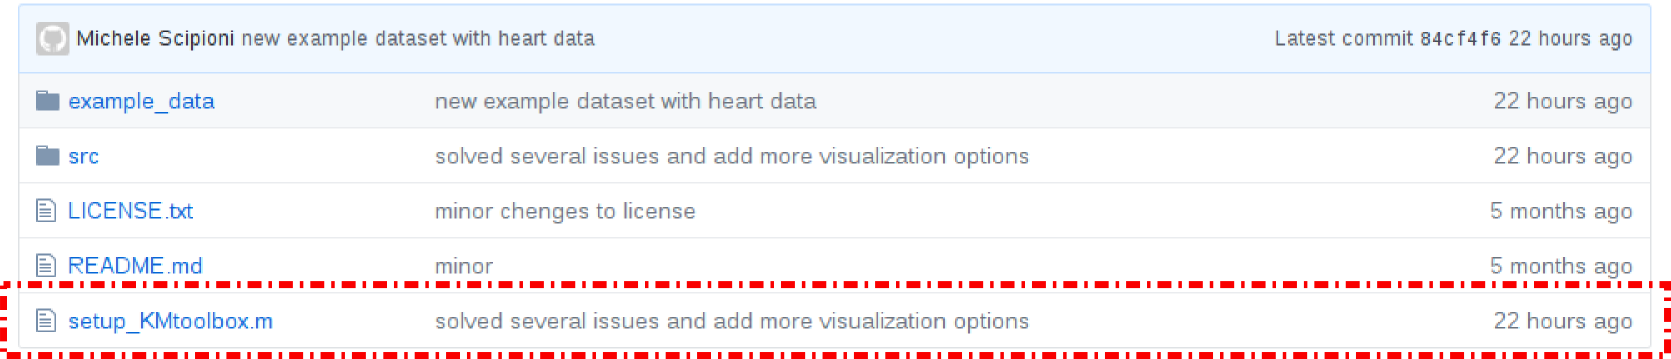 Michele Scipioni new example dataset with heart data Latest commit 84cf4f6 22 hours ago
example_data new example dataset with heart data 22 hours ago
src solved several issues and add more visualization options 22 hours ago
LICENSE.txt minor chenges to license 5 months ago
README.md minor 5 months ago
setup_KMtoolbox.m solved several issues and add more visualization options 22 hours ago